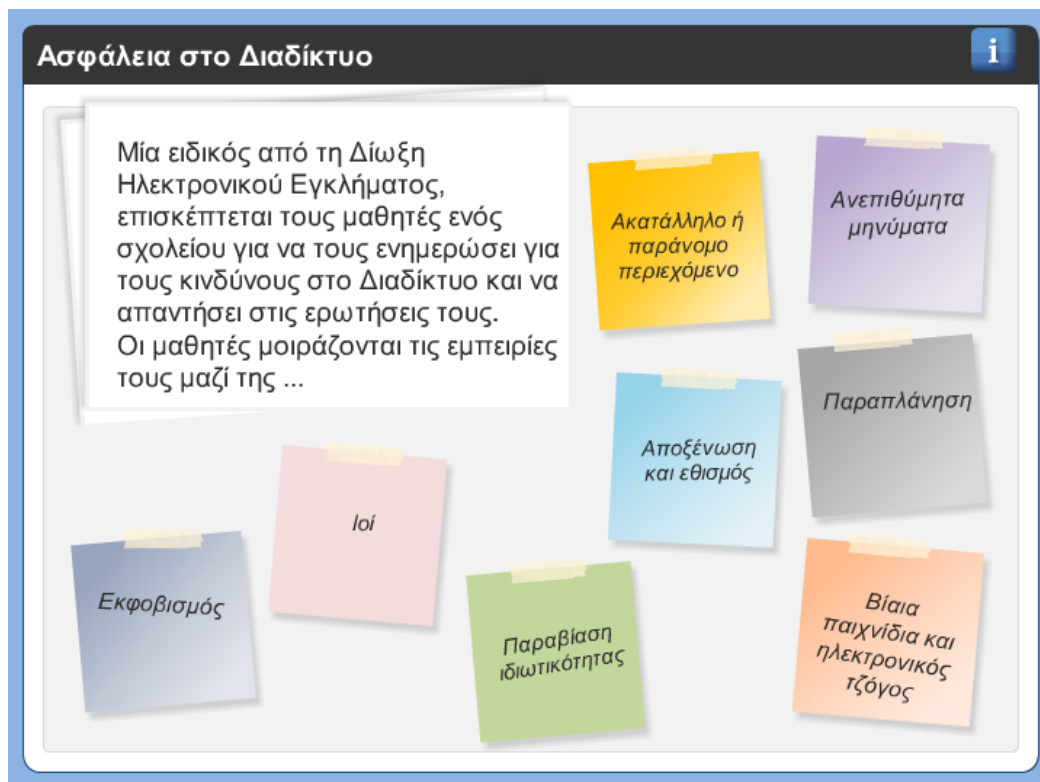 Ασφάλεια στο Διαδίκτυο
i
Μία ειδικός από τη Δίωξη
Ηλεκτρονικού Εγκλήματος,
επισκέπτεται τους μαθητές ενός
σχολείου για να τους ενημερώσει για
τους κινδύνους στο Διαδίκτυο και να
απαντήσει στις ερωτήσεις τους.
Οι μαθητές μοιράζονται τις εμπειρίες
τους μαζί της ...
Ακατάλληλο ή
παράνομο
περιεχόμενο
Ανεπιθύμητα
μηνύματα
Αποξένωση
και εθισμός
Παραπλάνηση
Ιοί
Εκφοβισμός
Παραβίαση
ιδιωτικότητας
Βίαια
παιχνίδια και
ηλεκτρονικός
τζόγος